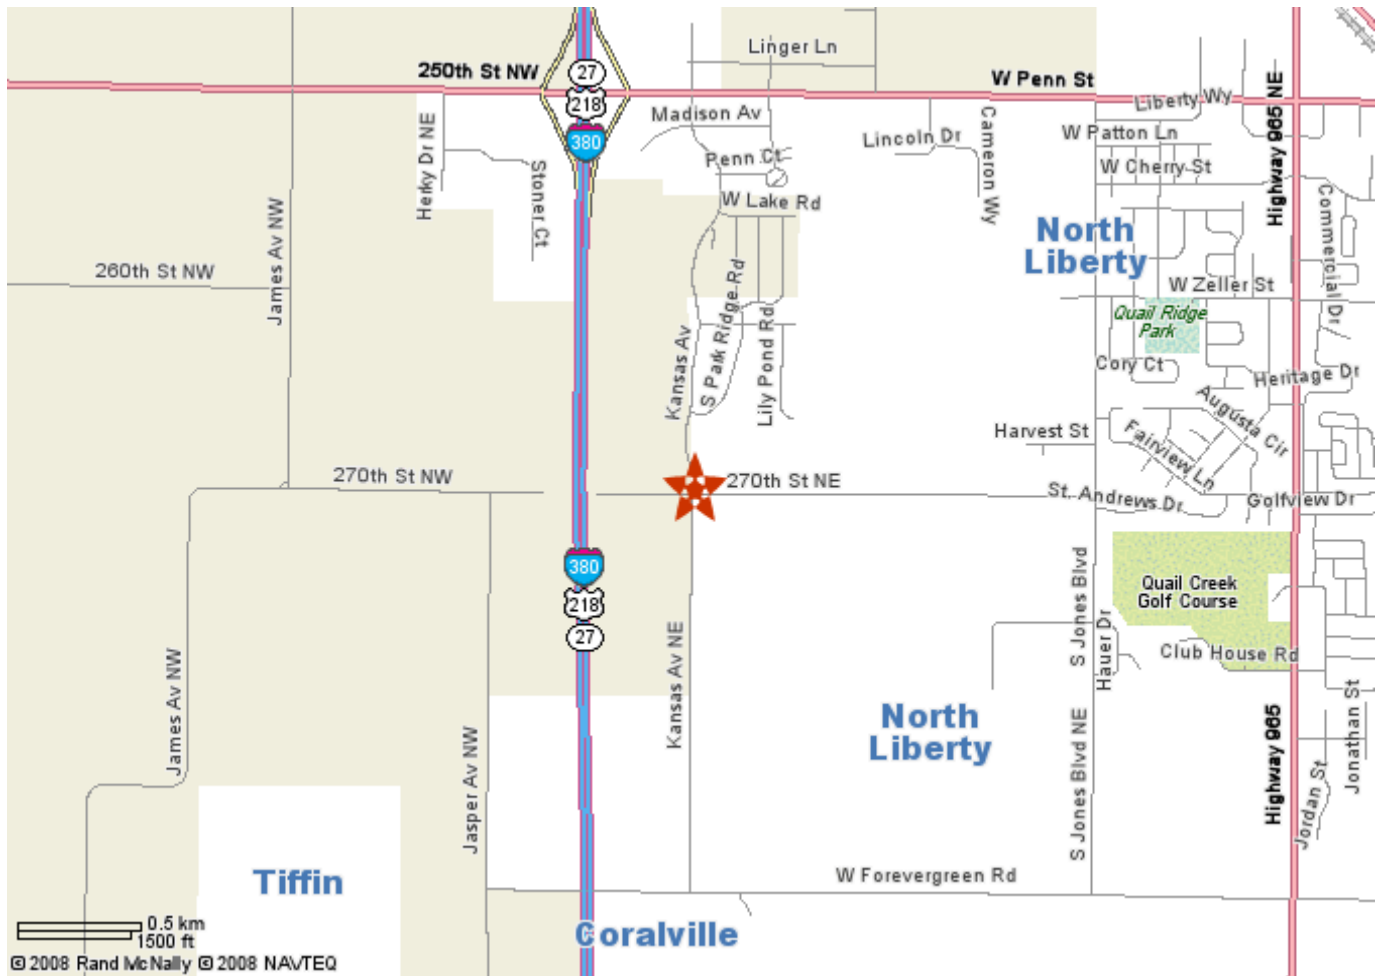 Linger Ln
250th St NW
27
W Penn St
218
Liberty Wy
Madison Av
Highway 965 NE
380
Lincoln Dr
Cameron Wy
W Patton Ln
Herky Dr NE
Stoner Ct
Penn Ct
W Cherry St
W Lake Rd
Commercial Dr
James Av NW
North
Liberty
260th St NW
W Zeller St
Quail Ridge
Park
Kansas Av
S Park Ridge Rd
Lily Pond Rd
Cory Ct
Heritage Dr
Augusta Cir
Harvest St
Fairview Ln
270th St NW
270th St NE
St. Andrews Dr
Golfview Dr
380
218
27
S Jones Blvd
Quail Creek
Golf Course
Hauer Dr
Club House Rd
James Av NW
Kansas Av NE
North
Liberty
Jasper Av NW
S Jones Blvd NE
Highway 965
Jonathan St
Jordan St
Tiffin
W Forevergreen Rd
Coralville
0.5 km
1500 ft
© 2008 Rand McNally © 2008 NAVTEQ